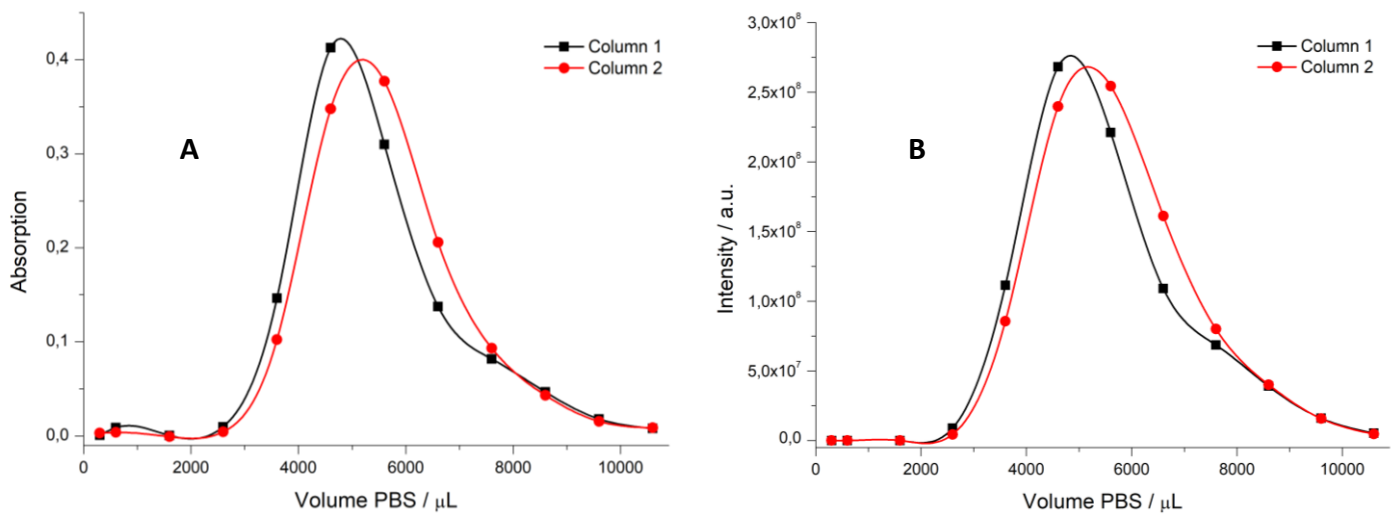 A
Column 1
Column 2
Absorption
0,4
0,3
0,2
0,1
0,0
0
2000
4000
6000
8000
10000
Volume PBS / μL
B
Column 1
Column 2
Intensity / a.u.
3,0x10⁸
2,5x10⁸
2,0x10⁸
1,5x10⁸
1,0x10⁸
5,0x10⁷
0,0
0
2000
4000
6000
8000
10000
Volume PBS / μL